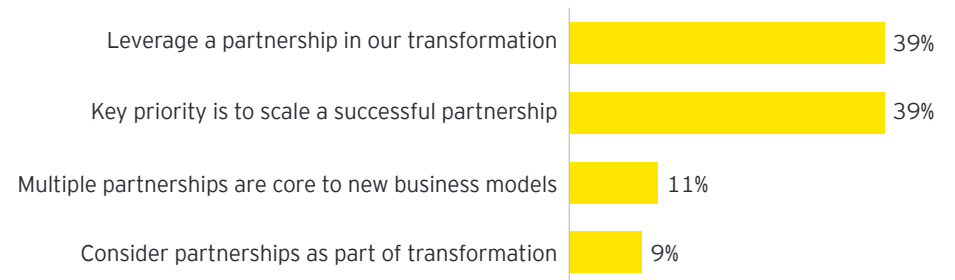 Leverage a partnership in our transformation 39%
Key priority is to scale a successful partnership 39%
Multiple partnerships are core to new business models 11%
Consider partnerships as part of transformation 9%